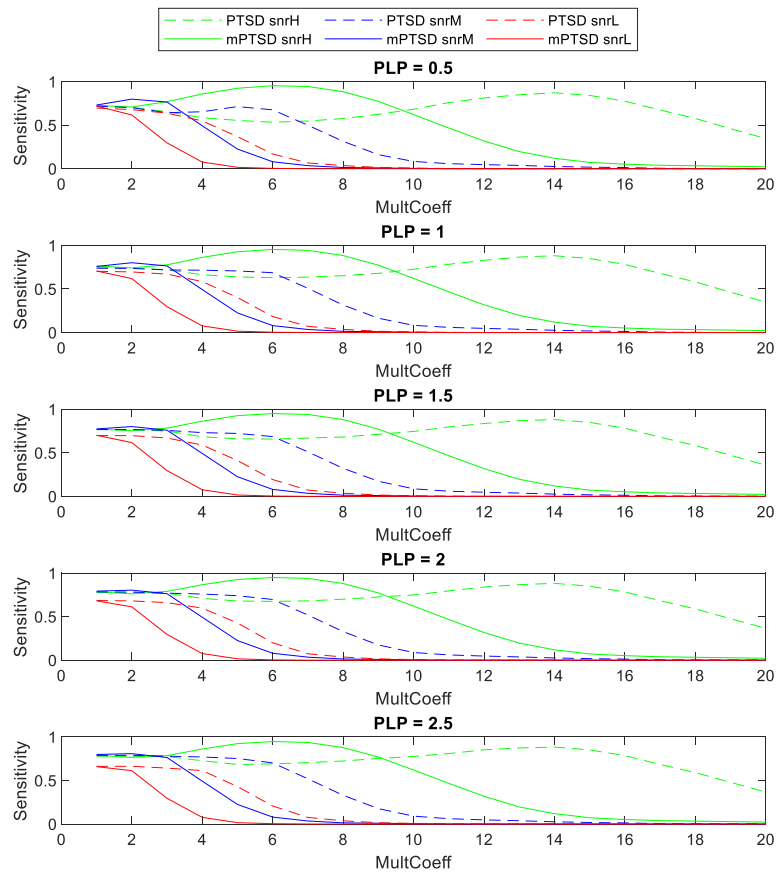 PTSD snrH PTSD snrM PTSD snrL
mPTSD snrH mPTSD snrM mPTSD snrL
PLP = 0.5
Sensitivity
1
0.5
0
0 2 4 6 8 10 12 14 16 18 20
MultCoeff
PLP = 1
Sensitivity
1
0.5
0
0 2 4 6 8 10 12 14 16 18 20
MultCoeff
PLP = 1.5
Sensitivity
1
0.5
0
0 2 4 6 8 10 12 14 16 18 20
MultCoeff
PLP = 2
Sensitivity
1
0.5
0
0 2 4 6 8 10 12 14 16 18 20
MultCoeff
PLP = 2.5
Sensitivity
1
0.5
0
0 2 4 6 8 10 12 14 16 18 20
MultCoeff